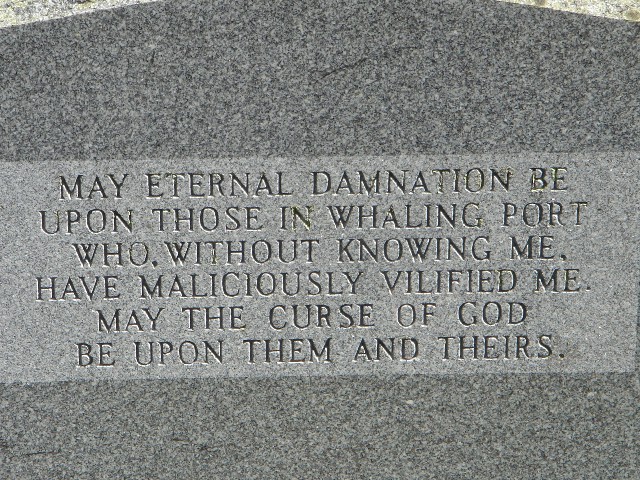 MAY ETERNAL DAMNATION BE
UPON THOSE IN WHALING PORT
WHO, WITHOUT KNOWING ME,
HAVE MALICIOUSLY VILIFIED ME.
MAY THE CURSE OF GOD
BE UPON THEM AND THEIRS.